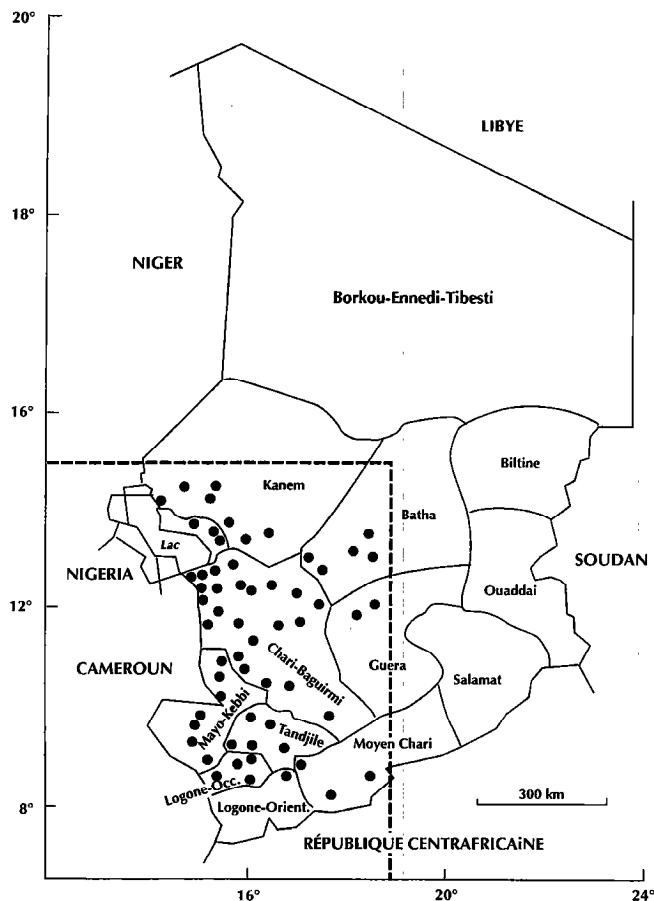 20°
LIBYE
18°
NIGER
Borkou-Ennedi-Tibesti
16°
Biltine
Kanem
Batha
Lac
SOUDAN
NIGERIA
Ouaddai
12°
Chari-Baguirmi
Guera
CAMEROUN
Salamat
Mayo-Kebbi
Tandjile
Moyen Chari
Logone-Occ.
300 km
8°
Logone-Orient.
RÉPUBLIQUE CENTRAFRICAiNE
16°
20°
24°